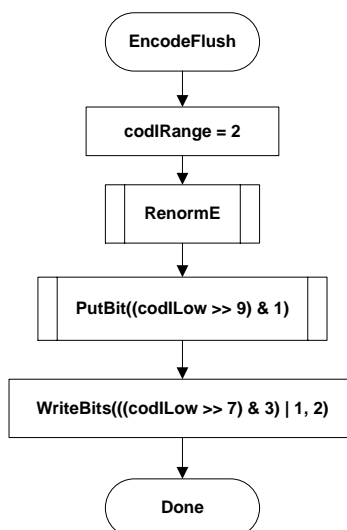 EncodeFlush
codIRange = 2
RenormE
PutBit((codILow >> 9) & 1)
WriteBits(((codILow >> 7) & 3) | 1, 2)
Done